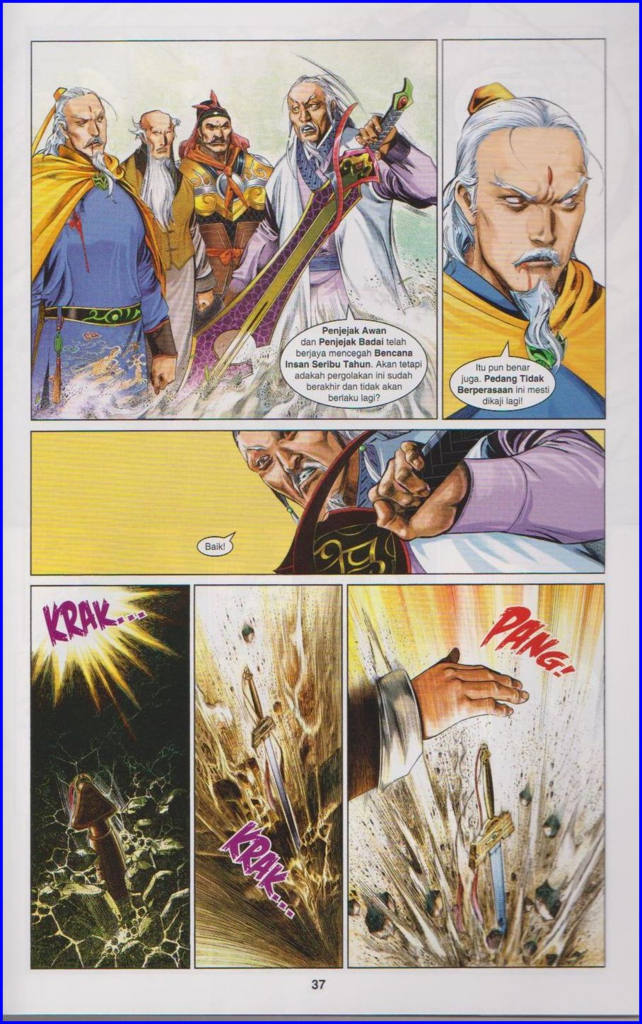 Penjejak Awan
dan Penjejak Badai telah
berjaya mencegah Bencana
Insan Seribu Tahun. Akan tetapi
adakah pergolakan ini sudah
berakhir dan tidak akan
berlaku lagi?
Itu pun benar
juga. Pedang Tidak
Berperasaan ini mesti
dikaji lagi!
Baik!
KRAK...
KRAK...
PANG!
37